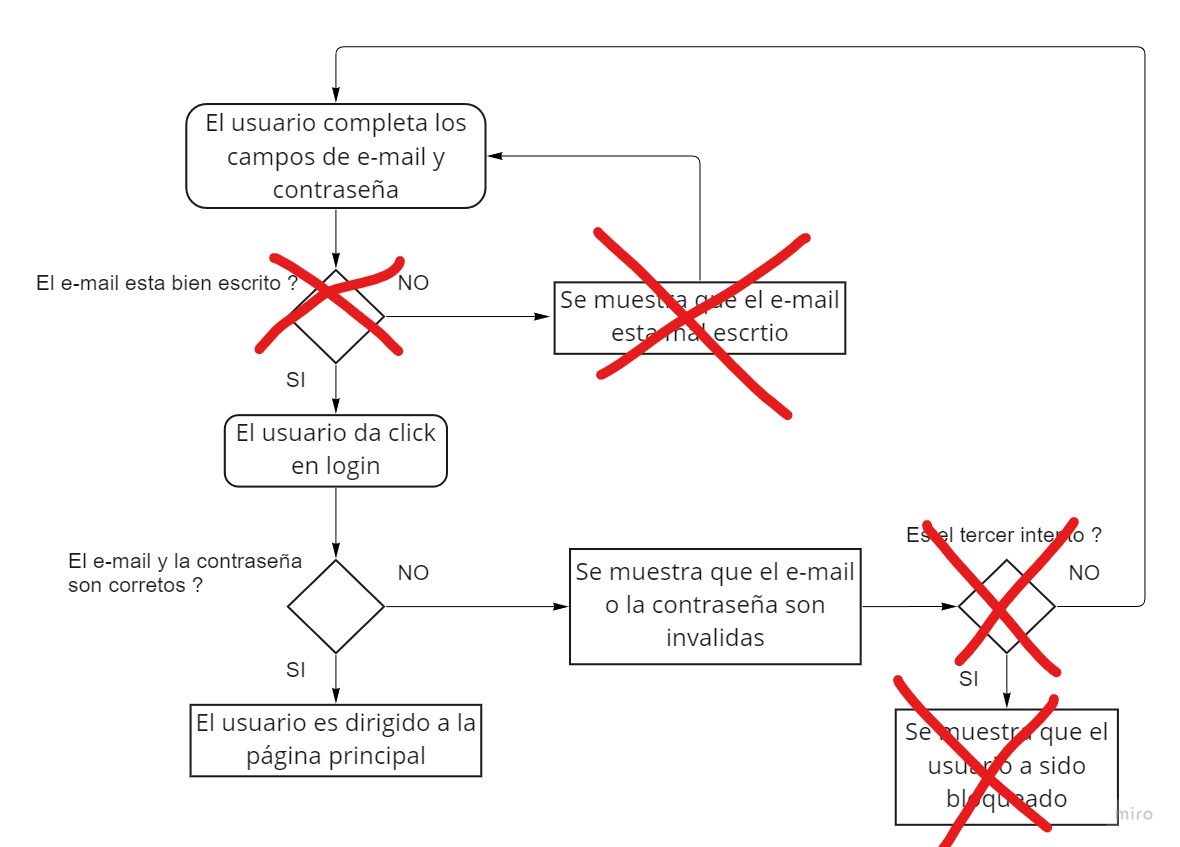 El usuario completa los
campos de e-mail y
contraseña
El e-mail esta bien escrito ?
NO
Se muestra que el e-mail
esta mal escrtio
SI
El usuario da click
en login
El e-mail y la contraseña
son corretos ?
NO
Se muestra que el e-mail
o la contraseña son
invalidas
Es el tercer intento ?
NO
SI
El usuario es dirigido a la
página principal
SI
Se muestra que el
usuario a sido
bloqueado
miro